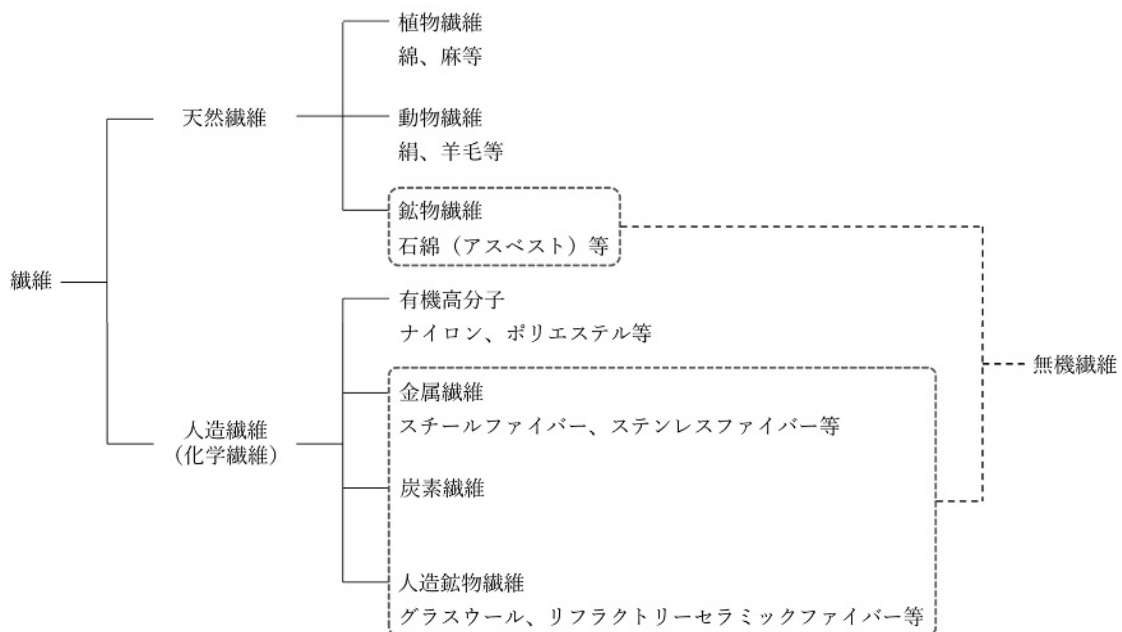 植物繊維
綿、麻等
天然繊維
動物繊維
絹、羊毛等
鉱物繊維
石綿（アスベスト）等
繊維
有機高分子
ナイロン、ポリエステル等
無機繊維
金属繊維
スチールファイバー、ステンレスファイバー等
人造繊維
（化学繊維）
炭素繊維
人造鉱物繊維
グラスウール、リフラクトリーセラミックファイバー等